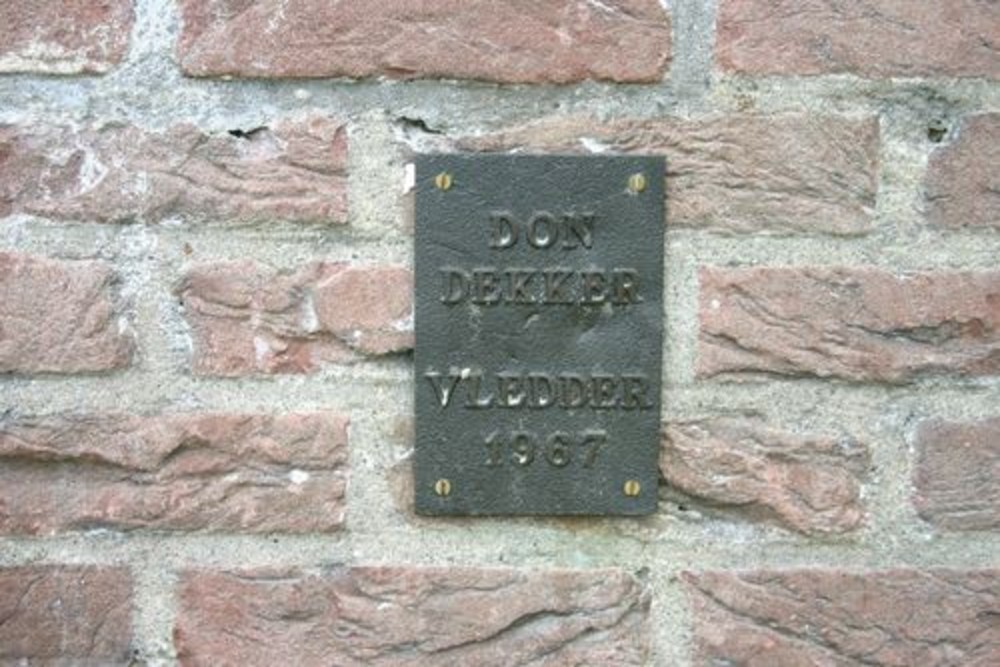 DON
DEKKER
VLEDDER
1967